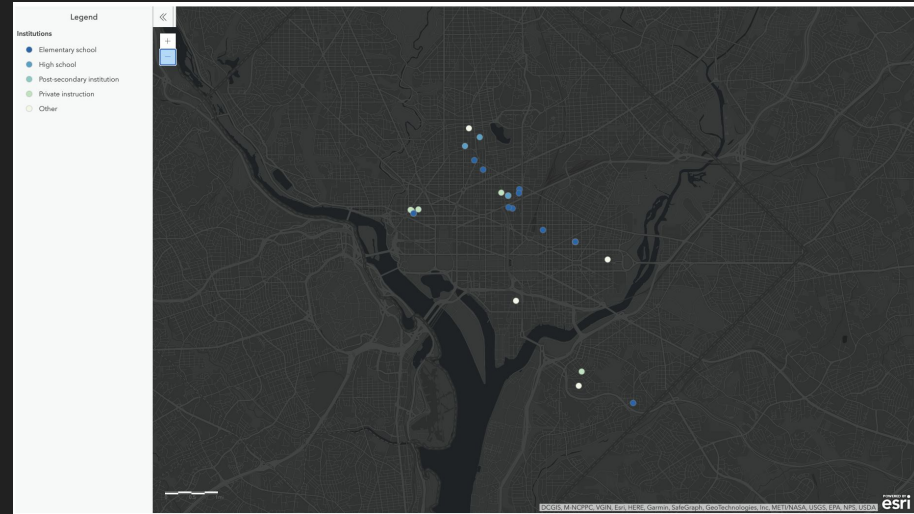 Legend
Institutions
Elementary school
High school
Post-secondary institution
Private instruction
Other
DCGIS, M-NCPPC, VGIN, Esri, HERE, Garmin, SafeGraph, GeoTechnologies, Inc, METI/NASA, USGS, EPA, NPS, USDA
POWERED BY
esri